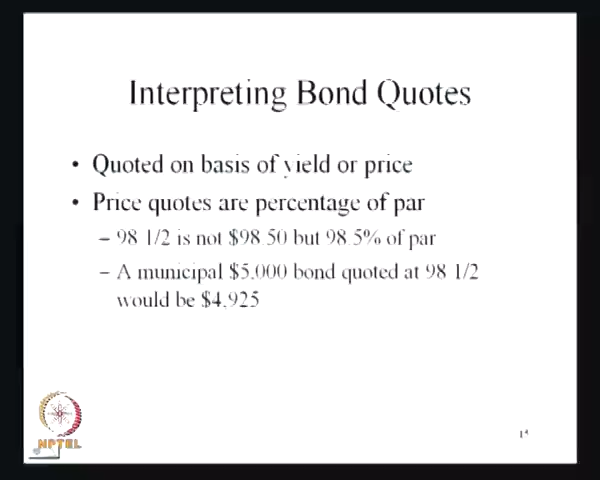 Interpreting Bond Quotes
• Quoted on basis of yield or price
• Price quotes are percentage of par
– 98 1/2 is not $98.50 but 98.5% of par
– A municipal $5,000 bond quoted at 98 1/2
would be $4,925
NPTEL